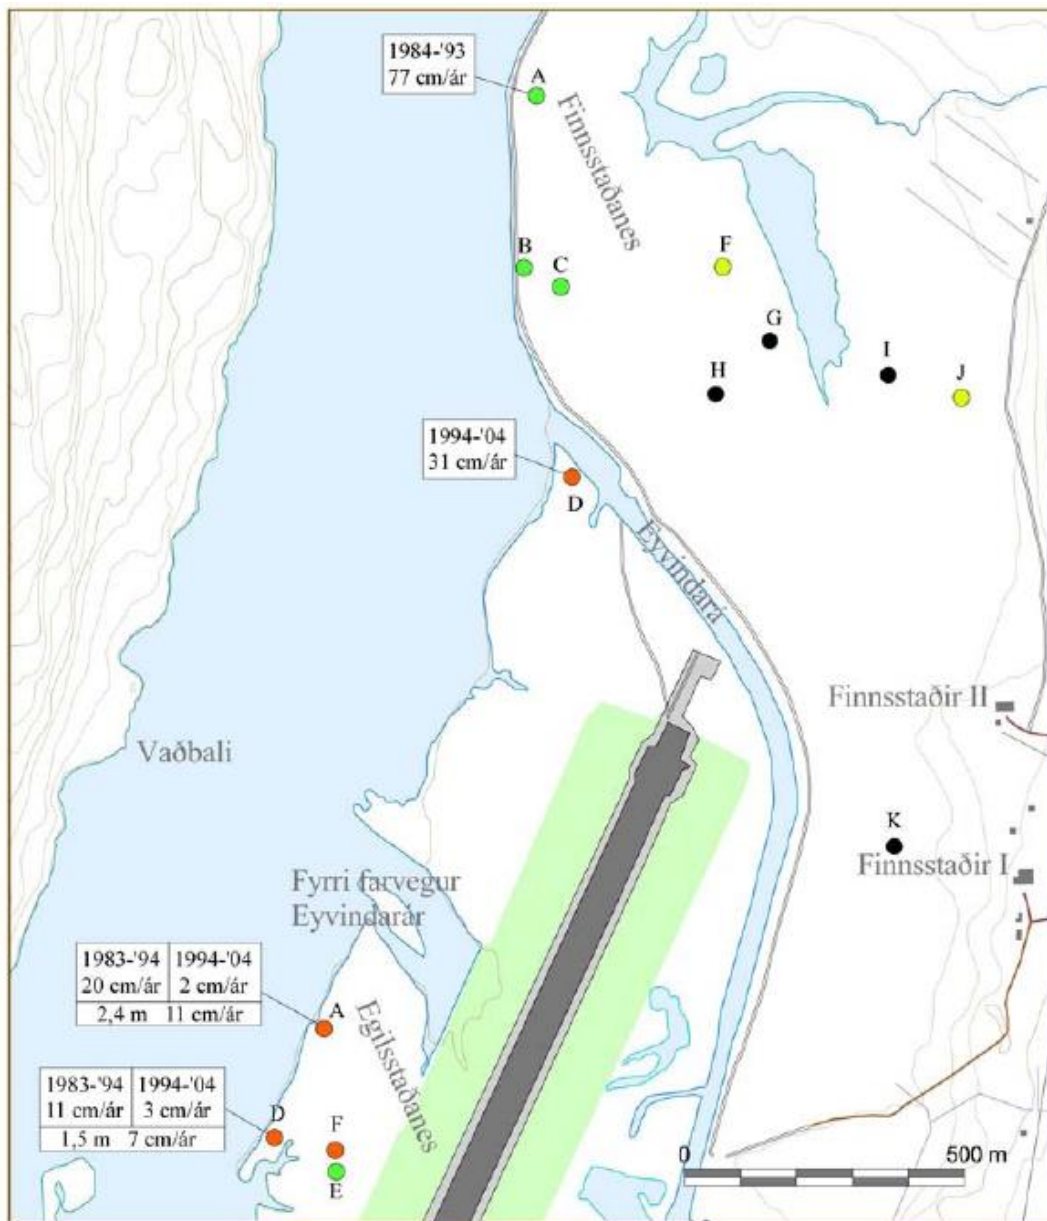 1984-'93
77 cm/ár
A
Finnsstaðanes
B
C
F
G
H
I
J
1994-'04
31 cm/ár
D
Eyvindará
Finnsstaðir II
Vaðbali
K
Finnsstaðir I
Fyrri farvegur
Eyvindarár
1983-'94 1994-'04
20 cm/ár 2 cm/ár
2,4 m 11 cm/ár
A
Egilsstaðanes
1983-'94 1994-'04
11 cm/ár 3 cm/ár
1,5 m 7 cm/ár
D
F
E
0 500 m